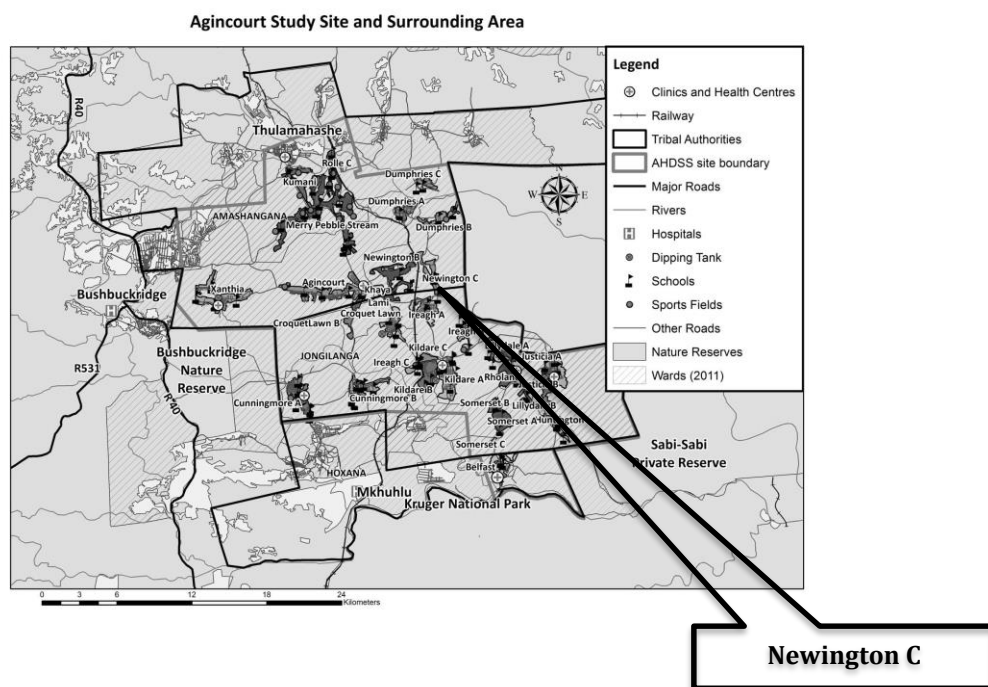 Agincourt Study Site and Surrounding Area
R40
Thulamahashe
Rolle C
Kumani
Dumphries C
Dumphries A
AMASHANGANA
Merry Pebble Stream
Dumphries B
Newington B
Newington C
Xanthia
Agincourt
Khaya
Lami
Bushbuckridge
Croquet Lawn
Ireagh A
CroquetLawn B
Ireagh
Kildare C
Bushbuckridge
Nature
Reserve
JONGILANGA
Justicia A
R531
Ireagh C
Kildare A
Rholan
Kildare B
Cunningmore A
Cunningmore B
R'40
Somerset B
Lillydale B
Somerset A
Huntington
Somerset C
Sabi-Sabi
Private Reserve
HOXANA
Belfast
Mkhuhlu
Kruger National Park
N
W
E
S
0 3 6 12 18 24
Kilometers
Legend
Clinics and Health Centres
Railway
Tribal Authorities
AHDSS site boundary
Major Roads
Rivers
H Hospitals
Dipping Tank
Schools
Sports Fields
Other Roads
Nature Reserves
Wards (2011)
Newington C